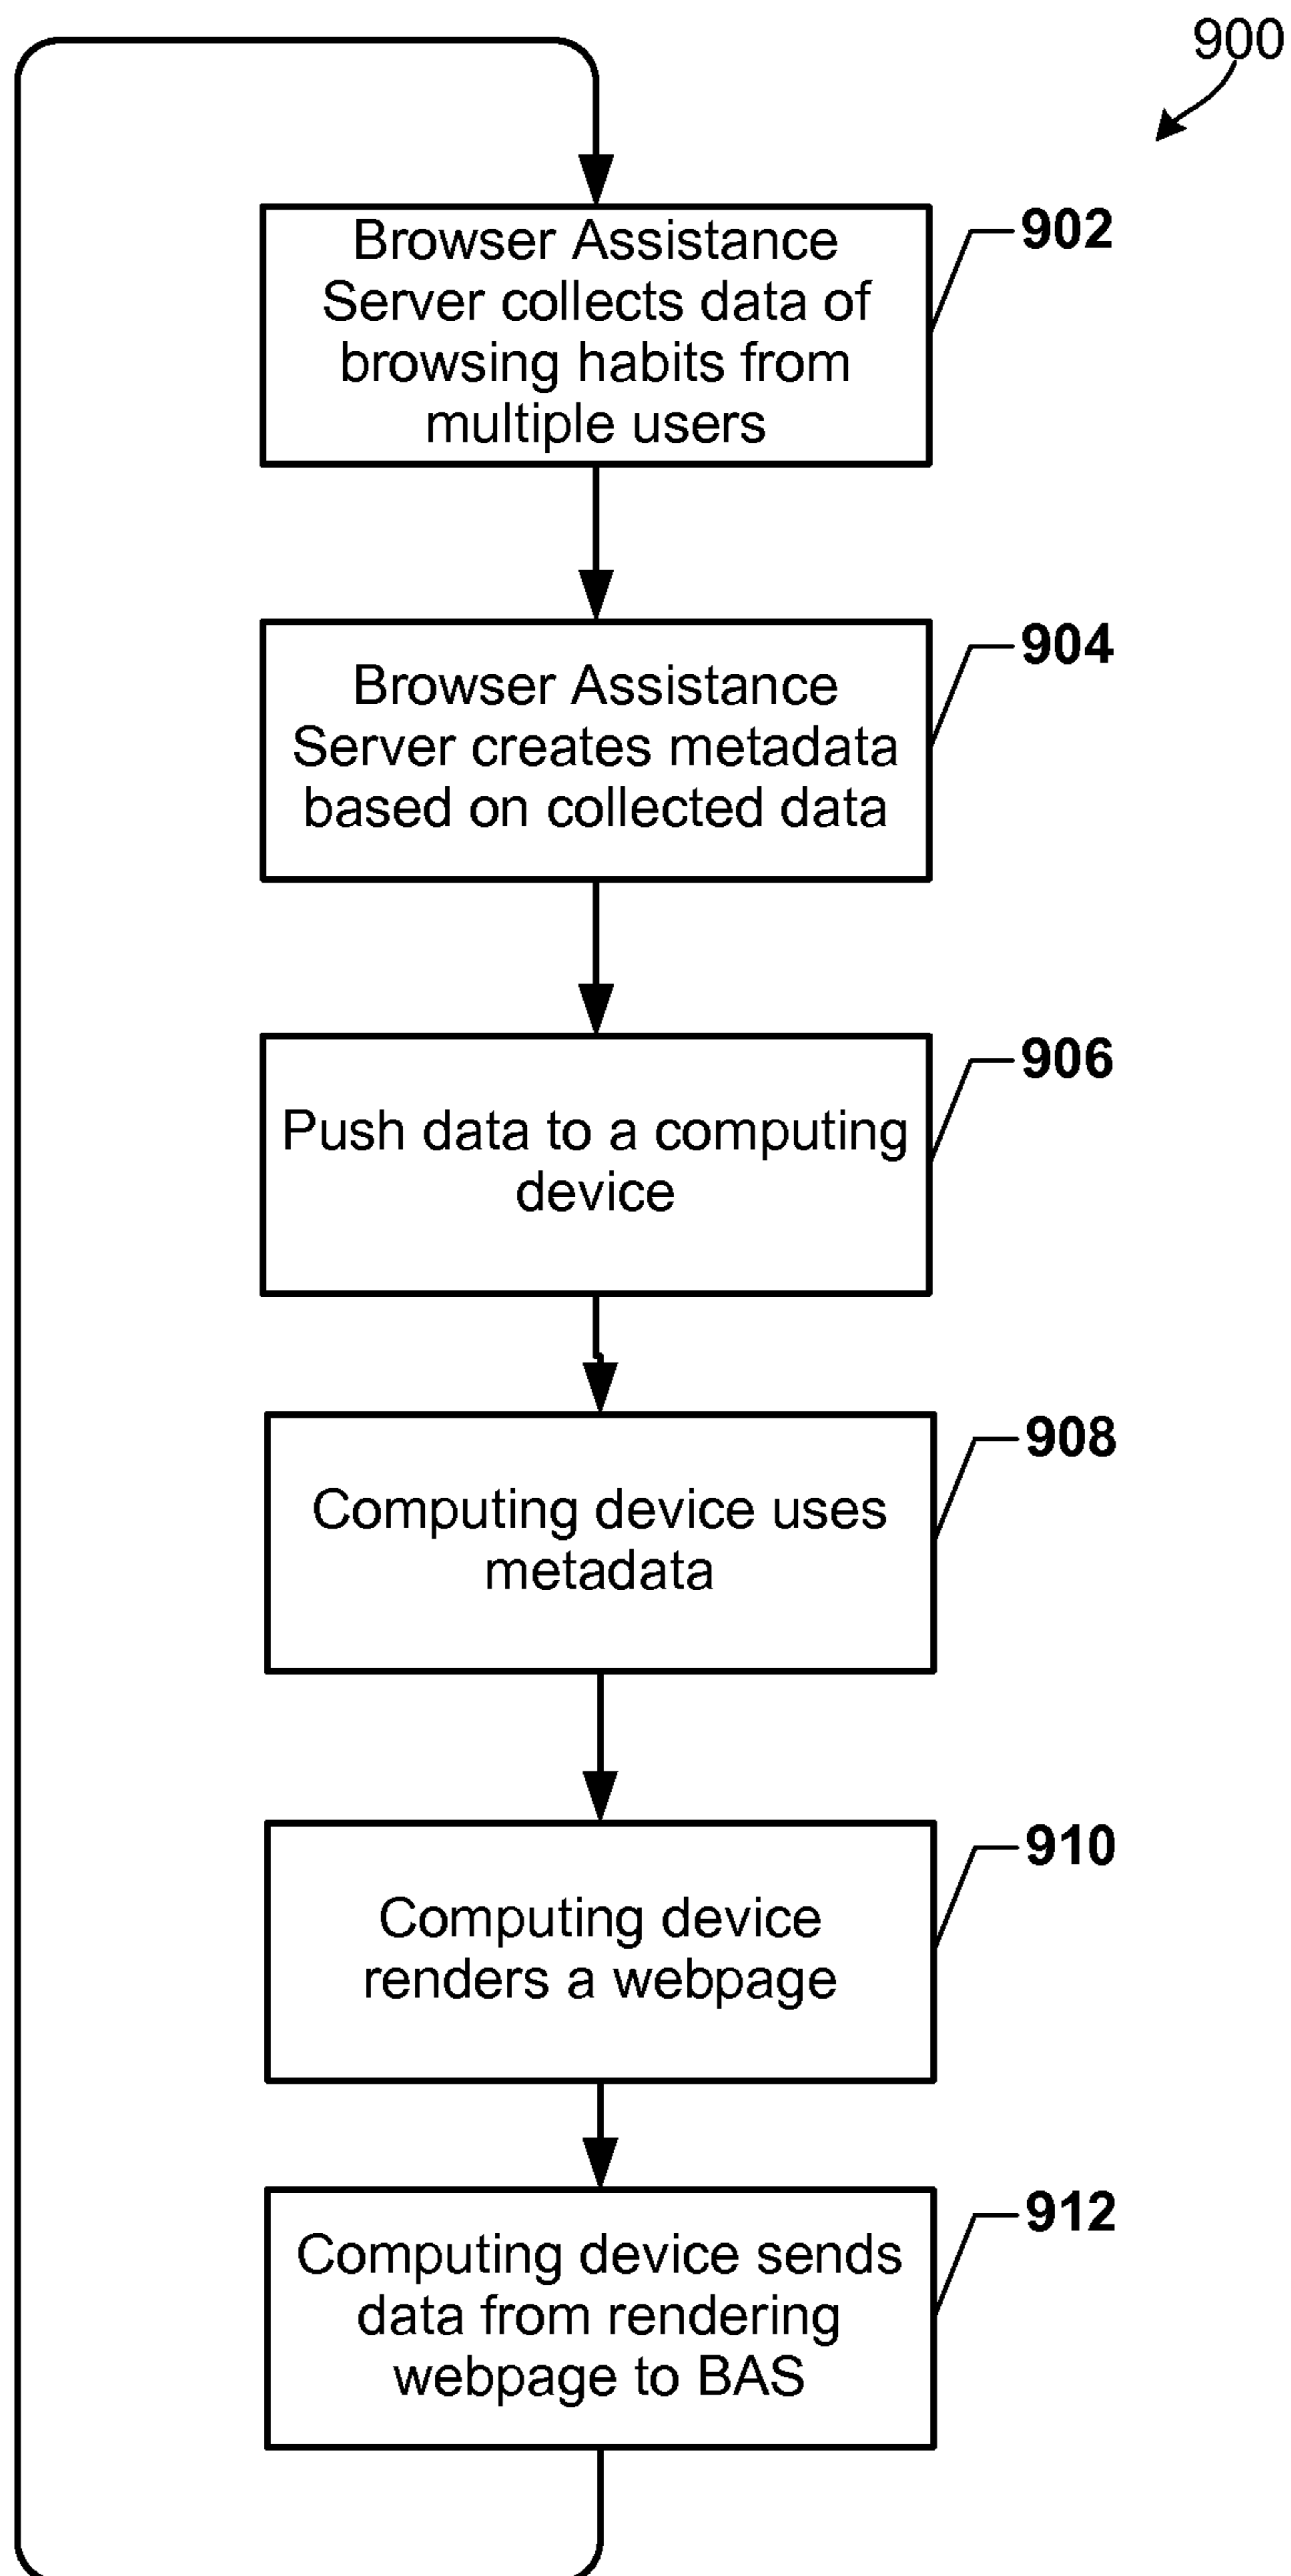 900
Browser Assistance
Server collects data of
browsing habits from
multiple users
902
Browser Assistance
Server creates metadata
based on collected data
904
Push data to a computing
device
906
Computing device uses
metadata
908
Computing device
renders a webpage
910
Computing device sends
data from rendering
webpage to BAS
912